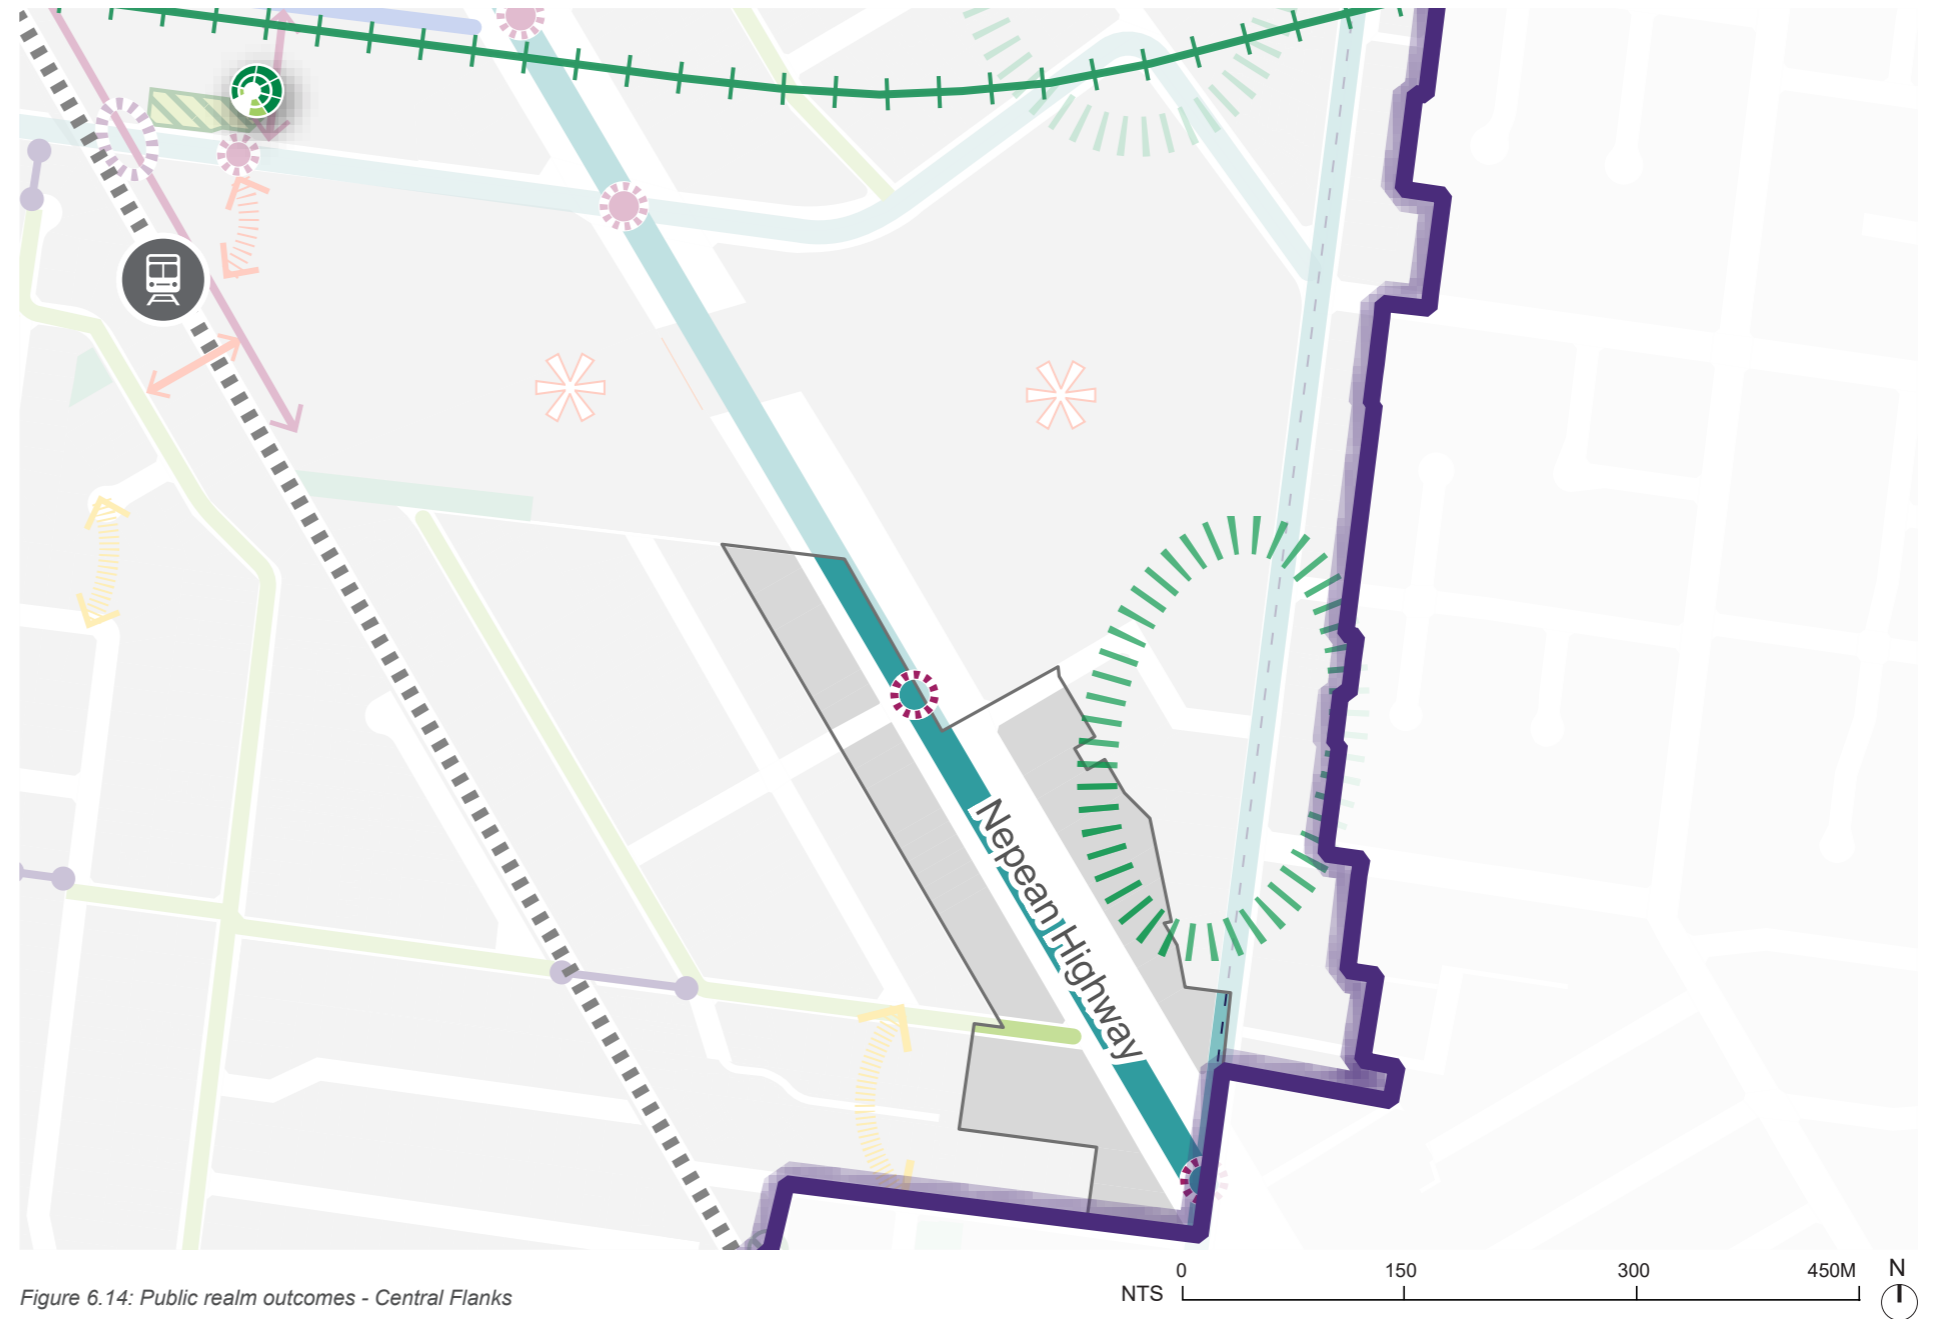 Nepean Highway
0 150 300 450M N
NTS
Figure 6.14: Public realm outcomes - Central Flanks